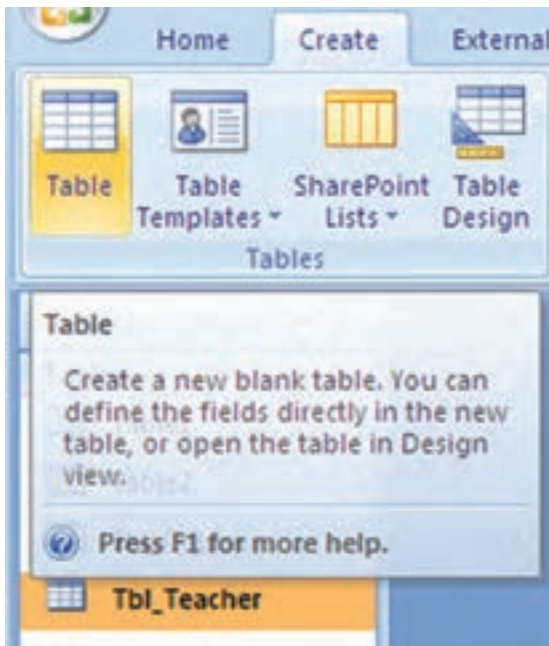 Home Create External
Table
Table Templates
SharePoint Lists
Table Design
Tables
Table
Create a new blank table. You can
define the fields directly in the new
table, or open the table in Design
view.
Press F1 for more help.
Tbl_Teacher